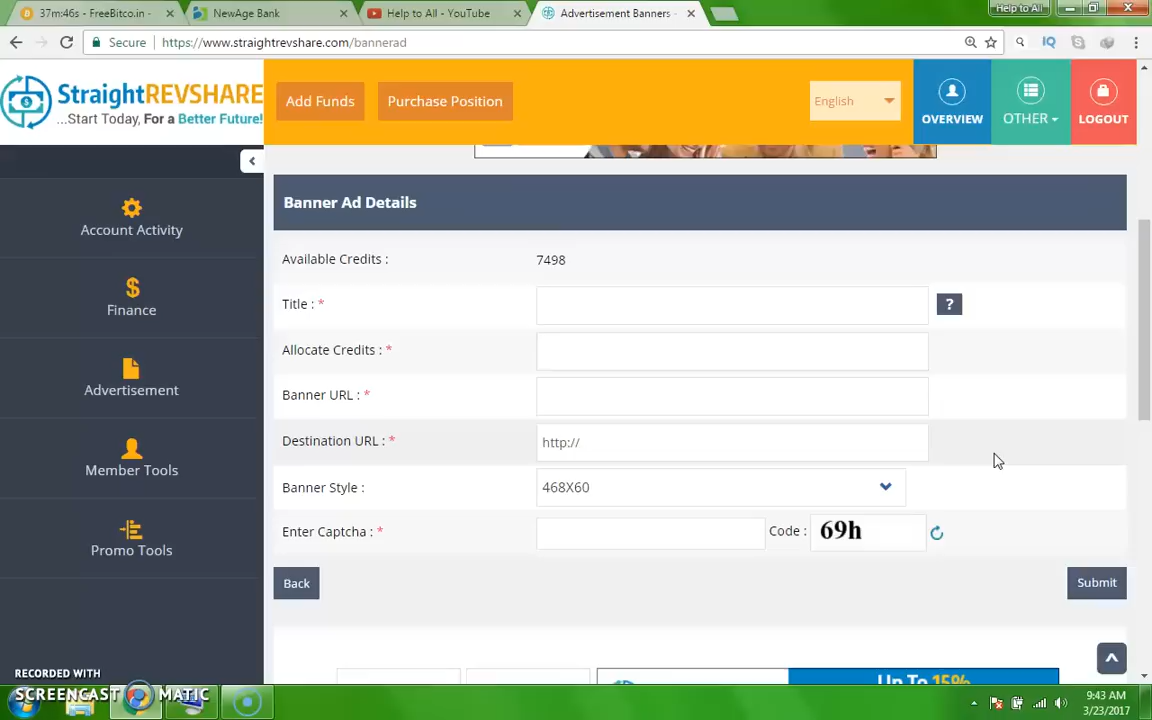 37m:46s - FreeBitco.in -
NewAge Bank
Help to All - YouTube
Advertisement Banners -
Help to All
Secure
https://www.straightrevshare.com/bannerad
IQ
StraightREVSHARE
...Start Today, For a Better Future!
Add Funds
Purchase Position
English
OVERVIEW
OTHER
LOGOUT
Account Activity
Finance
Advertisement
Member Tools
Promo Tools
Banner Ad Details
Available Credits :
7498
Title : *
?
Allocate Credits : *
Banner URL : *
Destination URL : *
http://
Banner Style :
468X60
Enter Captcha : *
Code :
69h
Back
Submit
Up To 15%
RECORDED WITH
SCREENCAST MATIC
9:43 AM
3/23/2017